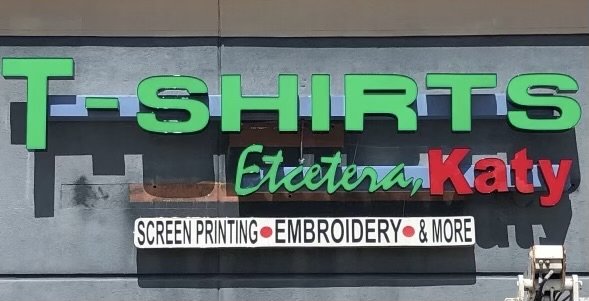 T-SHIRTS
Etcetera, Katy
SCREEN PRINTING • EMBROIDERY • & MORE